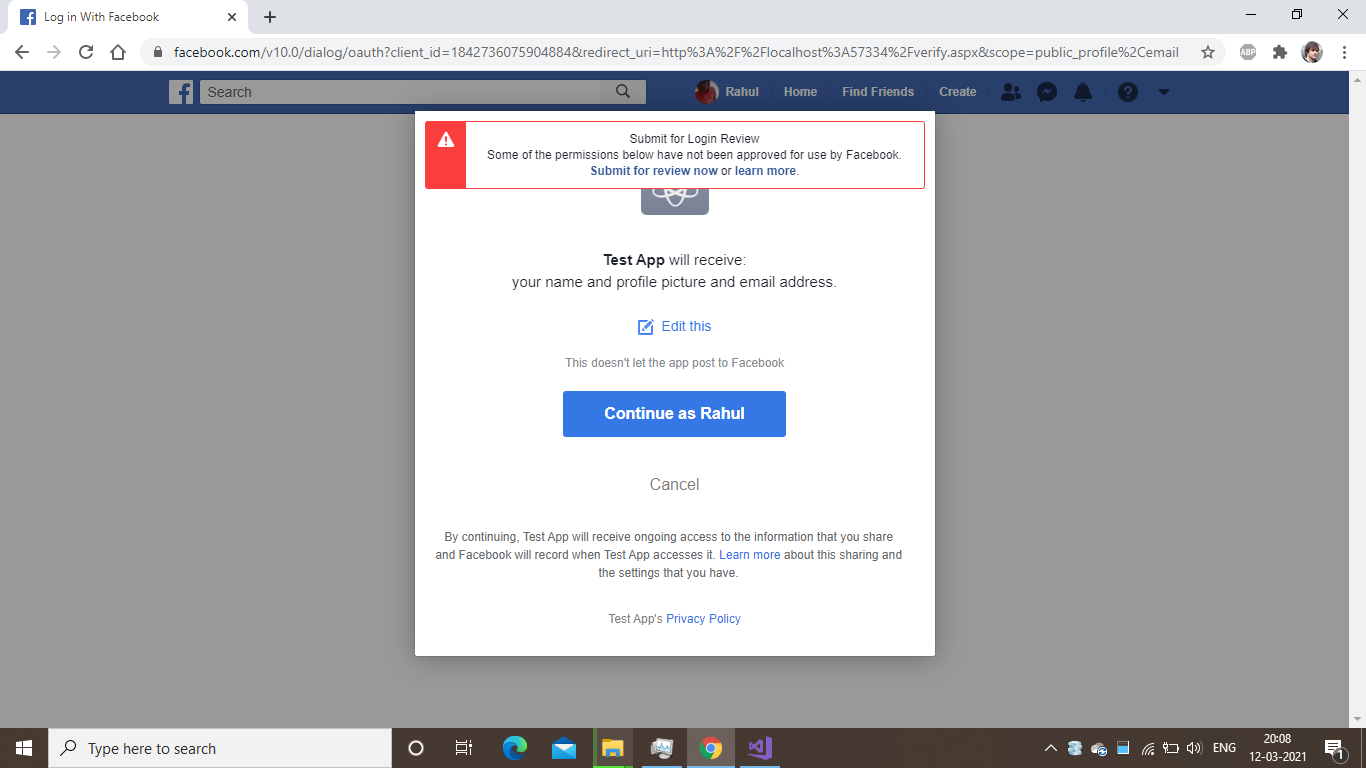 Log in With Facebook
facebook.com/v10.0/dialog/oauth?client_id=1842736075904884&redirect_uri=http%3A%2F%2Flocalhost%3A57334%2Fverify.aspx&scope=public_profile%2Cemail
ABP
Search
Rahul
Home
Find Friends
Create
Submit for Login Review
Some of the permissions below have not been approved for use by Facebook.
Submit for review now or learn more.
Test App will receive:
your name and profile picture and email address.
Edit this
This doesn't let the app post to Facebook
Continue as Rahul
Cancel
By continuing, Test App will receive ongoing access to the information that you share
and Facebook will record when Test App accesses it. Learn more about this sharing and
the settings that you have.
Test App's Privacy Policy
Type here to search
ENG
20:08
12-03-2021
1